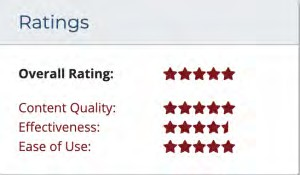 Ratings
Overall Rating:
Content Quality:
Effectiveness:
Ease of Use: